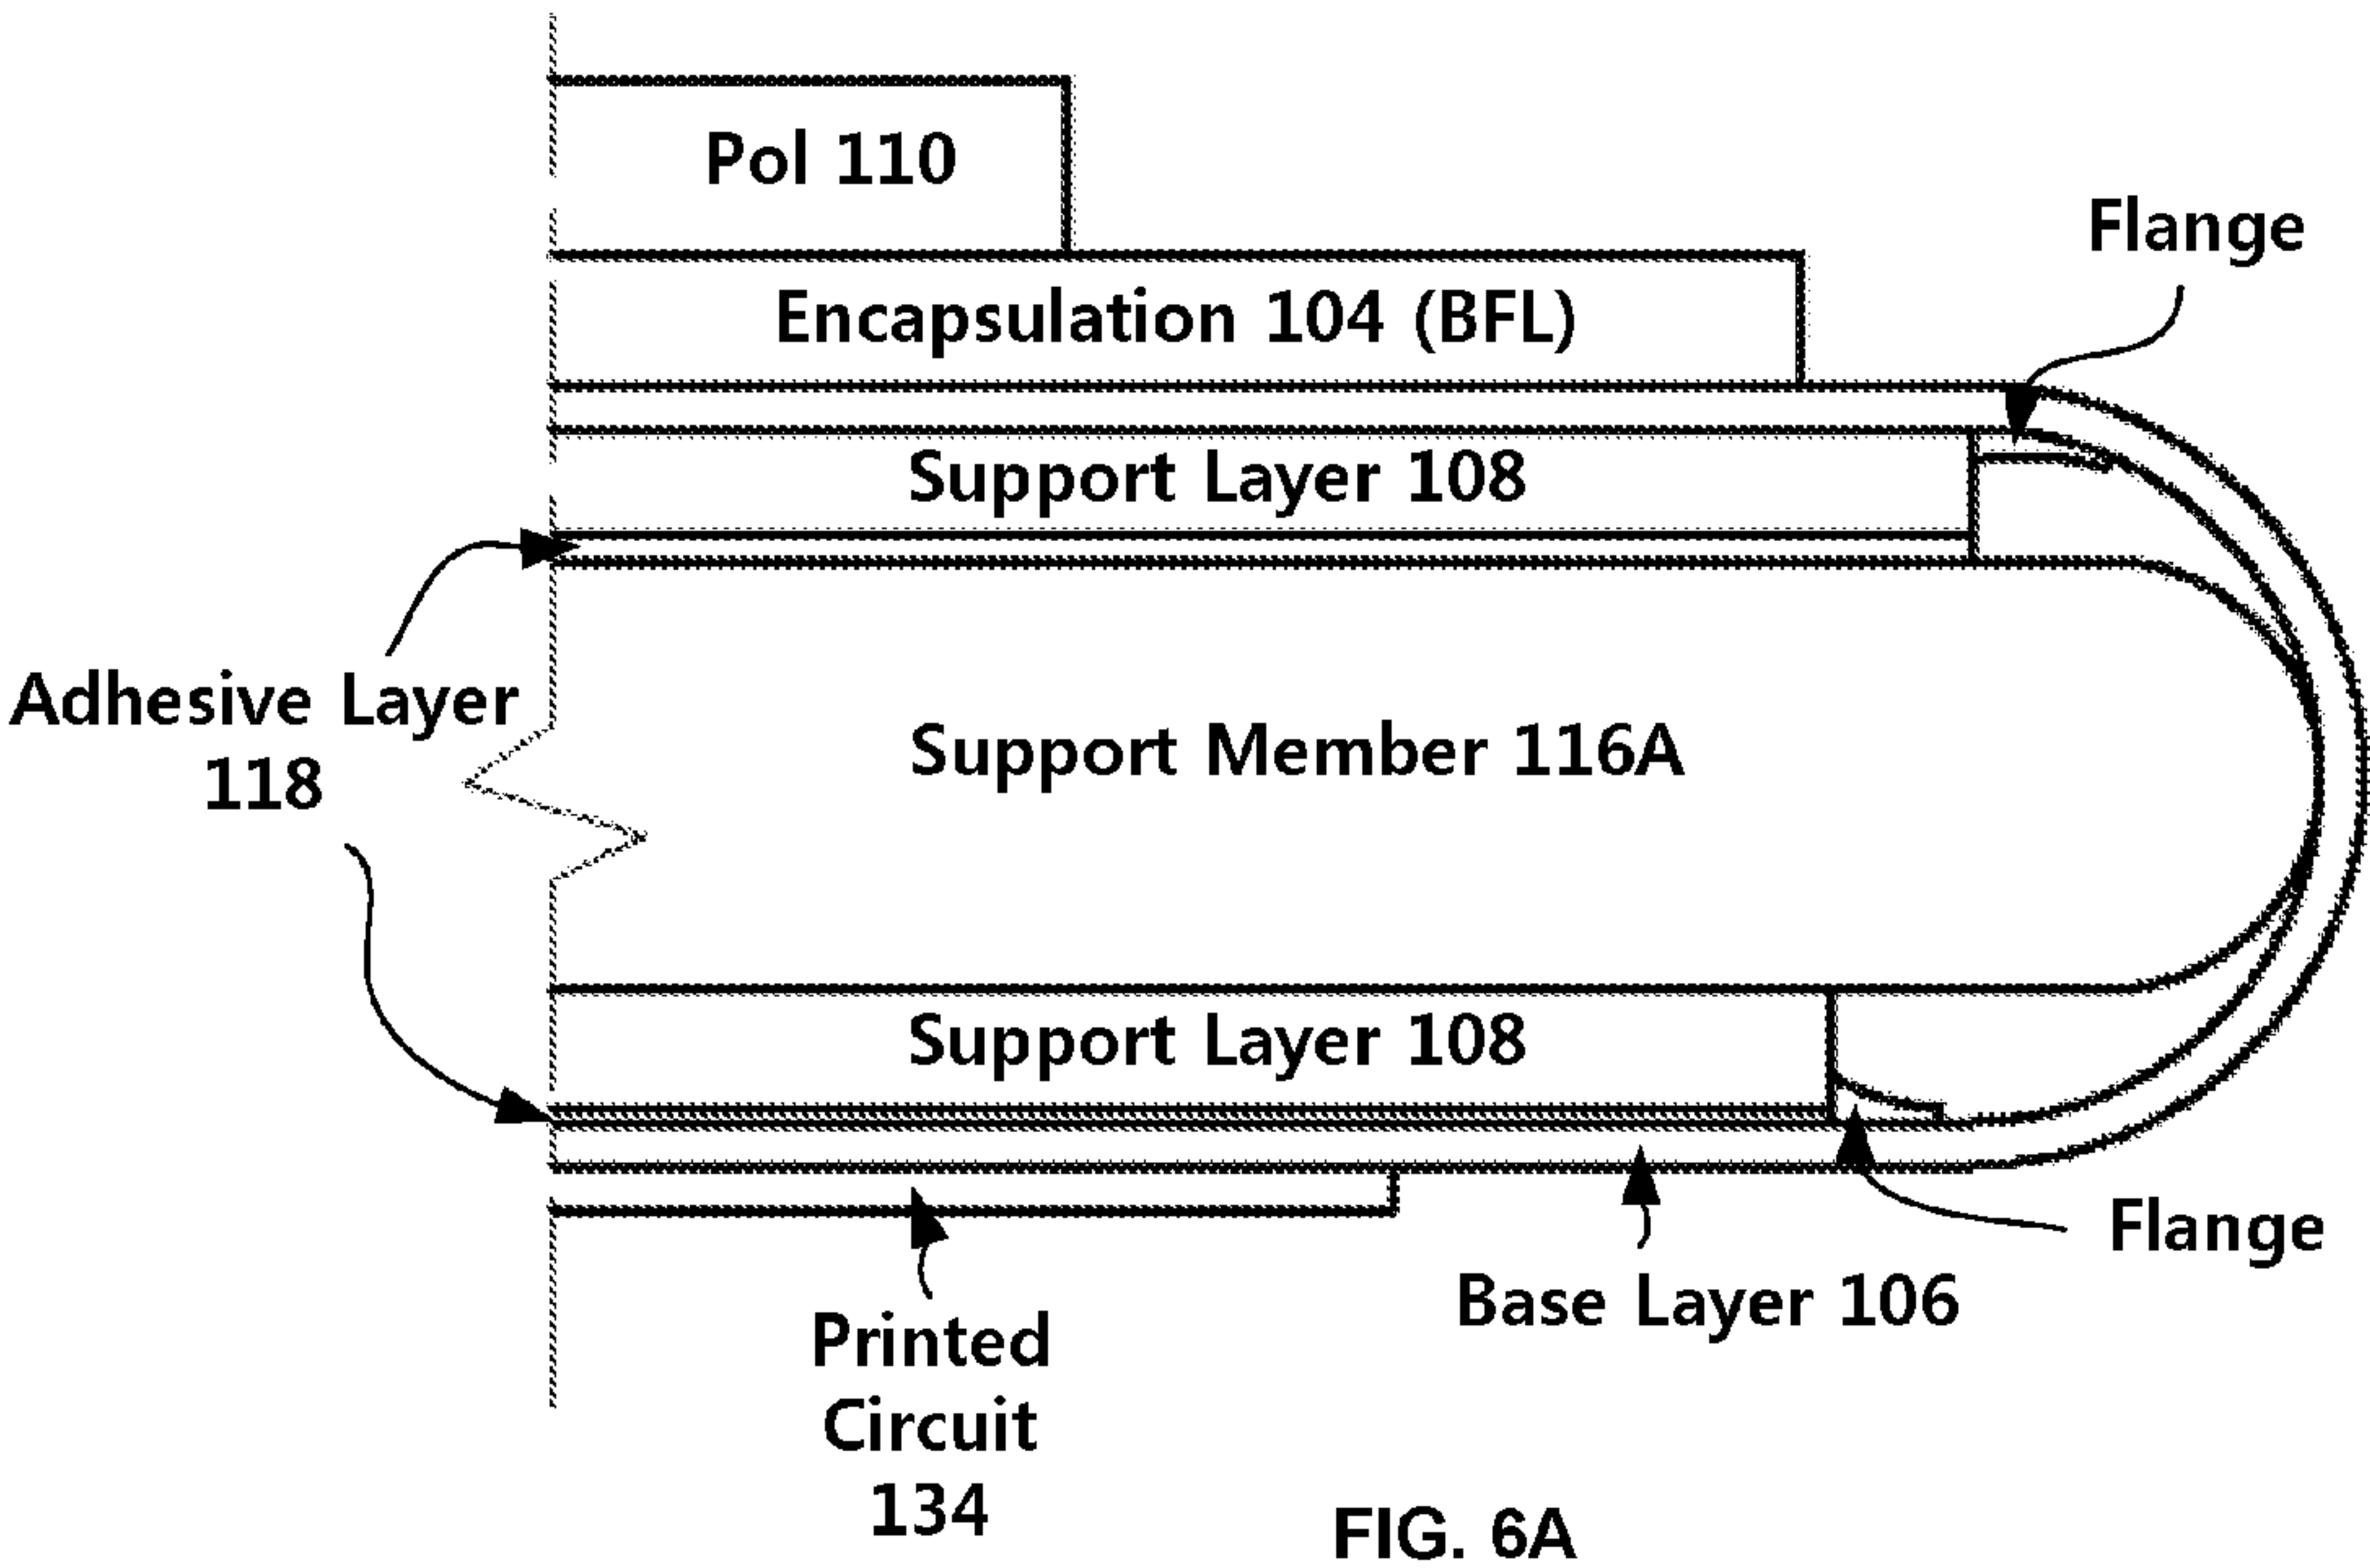 Pol 110
Flange
Encapsulation 104 (BFL)
Support Layer 108
Adhesive Layer
118
Support Member 116A
Support Layer 108
Flange
Base Layer 106
Printed
Circuit
134
FIG. 6A